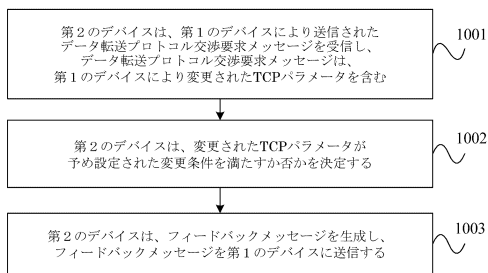 第２のデバイスは、第１のデバイスにより送信された
データ転送プロトコル交渉要求メッセージを受信し、
データ転送プロトコル交渉要求メッセージは、
第１のデバイスにより変更されたTCPパラメータを含む
1001
第２のデバイスは、変更されたTCPパラメータが
予め設定された変更条件を満たすか否かを決定する
1002
第２のデバイスは、フィードバックメッセージを生成し、
フィードバックメッセージを第１のデバイスに送信する
1003